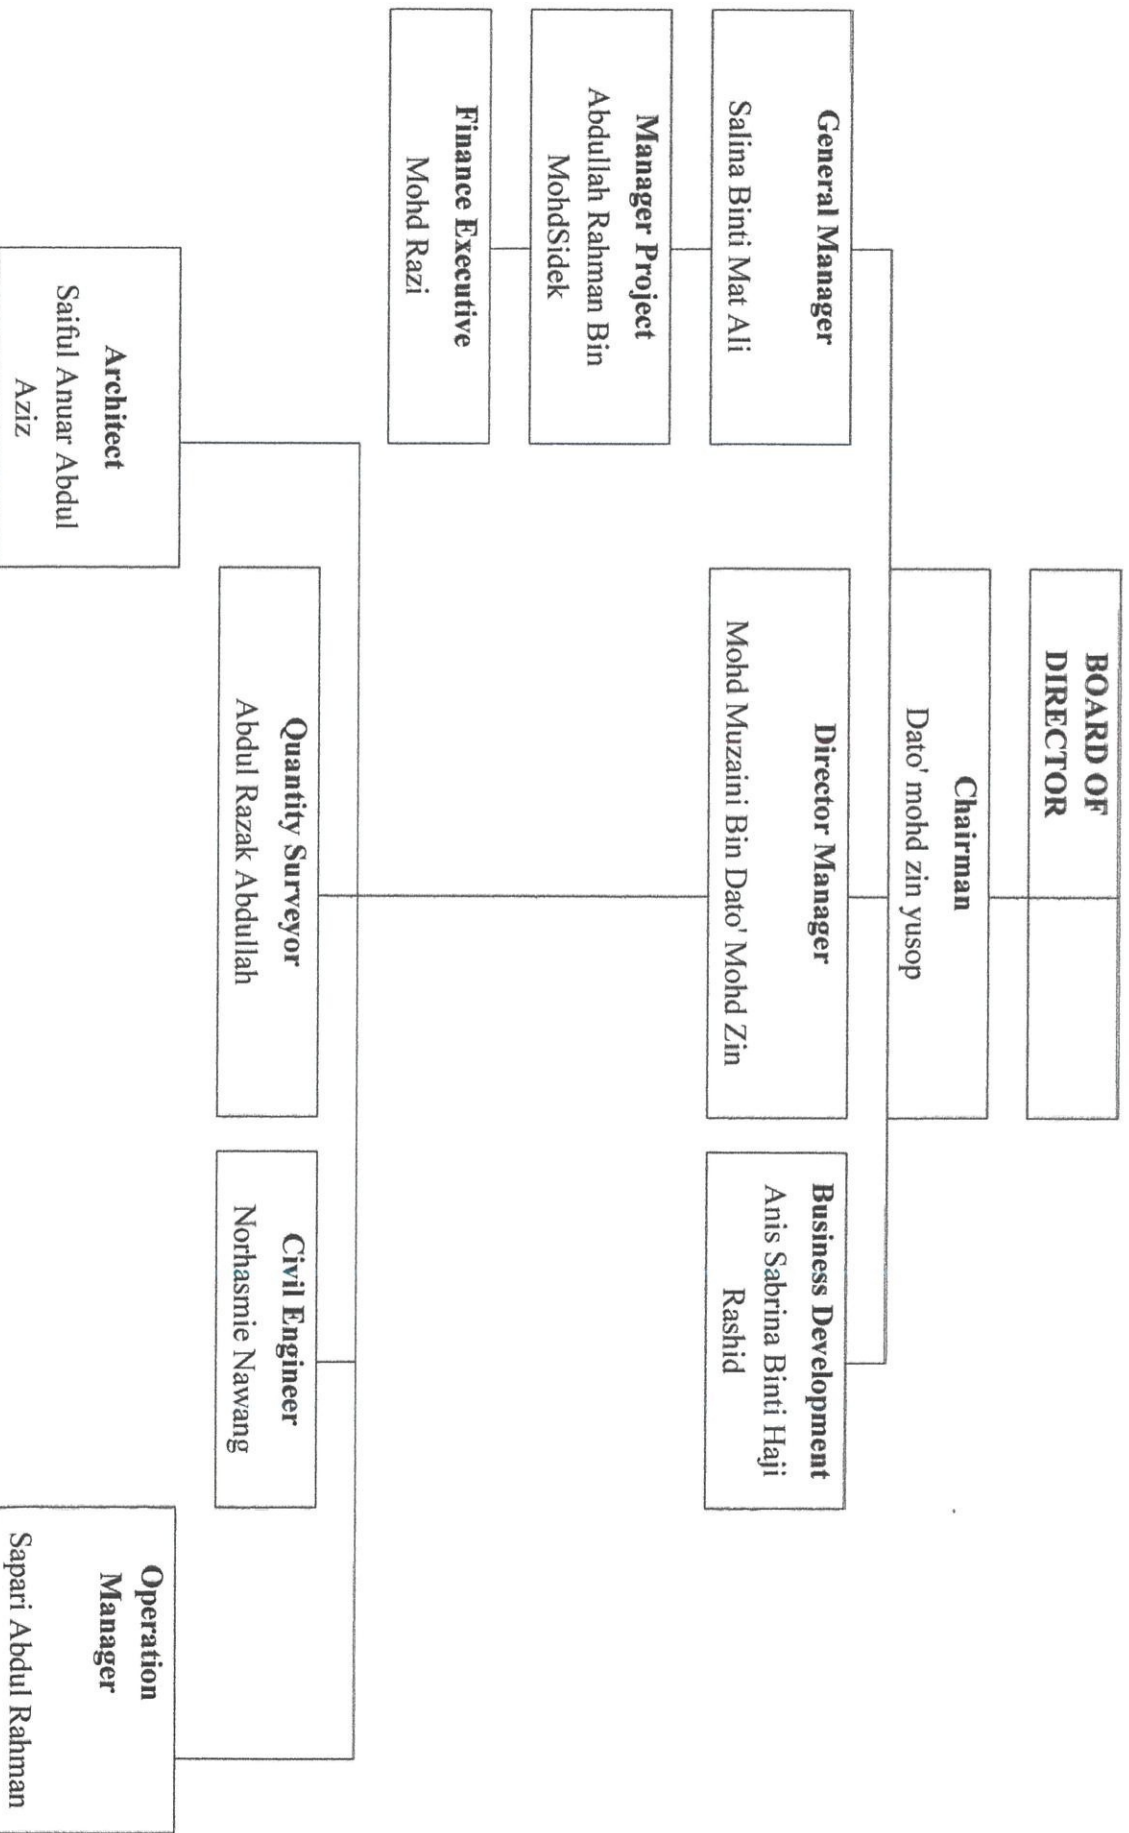 BOARD OF
DIRECTOR
Chairman
Dato' mohd zin yusop
General Manager
Salina Binti Mat Ali
Director Manager
Mohd Muzaini Bin Dato' Mohd Zin
Business Development
Anis Sabrina Binti Haji
Rashid
Manager Project
Abdullah Rahman Bin
MohdSidek
Finance Executive
Mohd Razi
Architect
Saiful Anuar Abdul
Aziz
Quantity Surveyor
Abdul Razak Abdullah
Civil Engineer
Norhasmie Nawang
Operation
Manager
Sapari Abdul Rahman